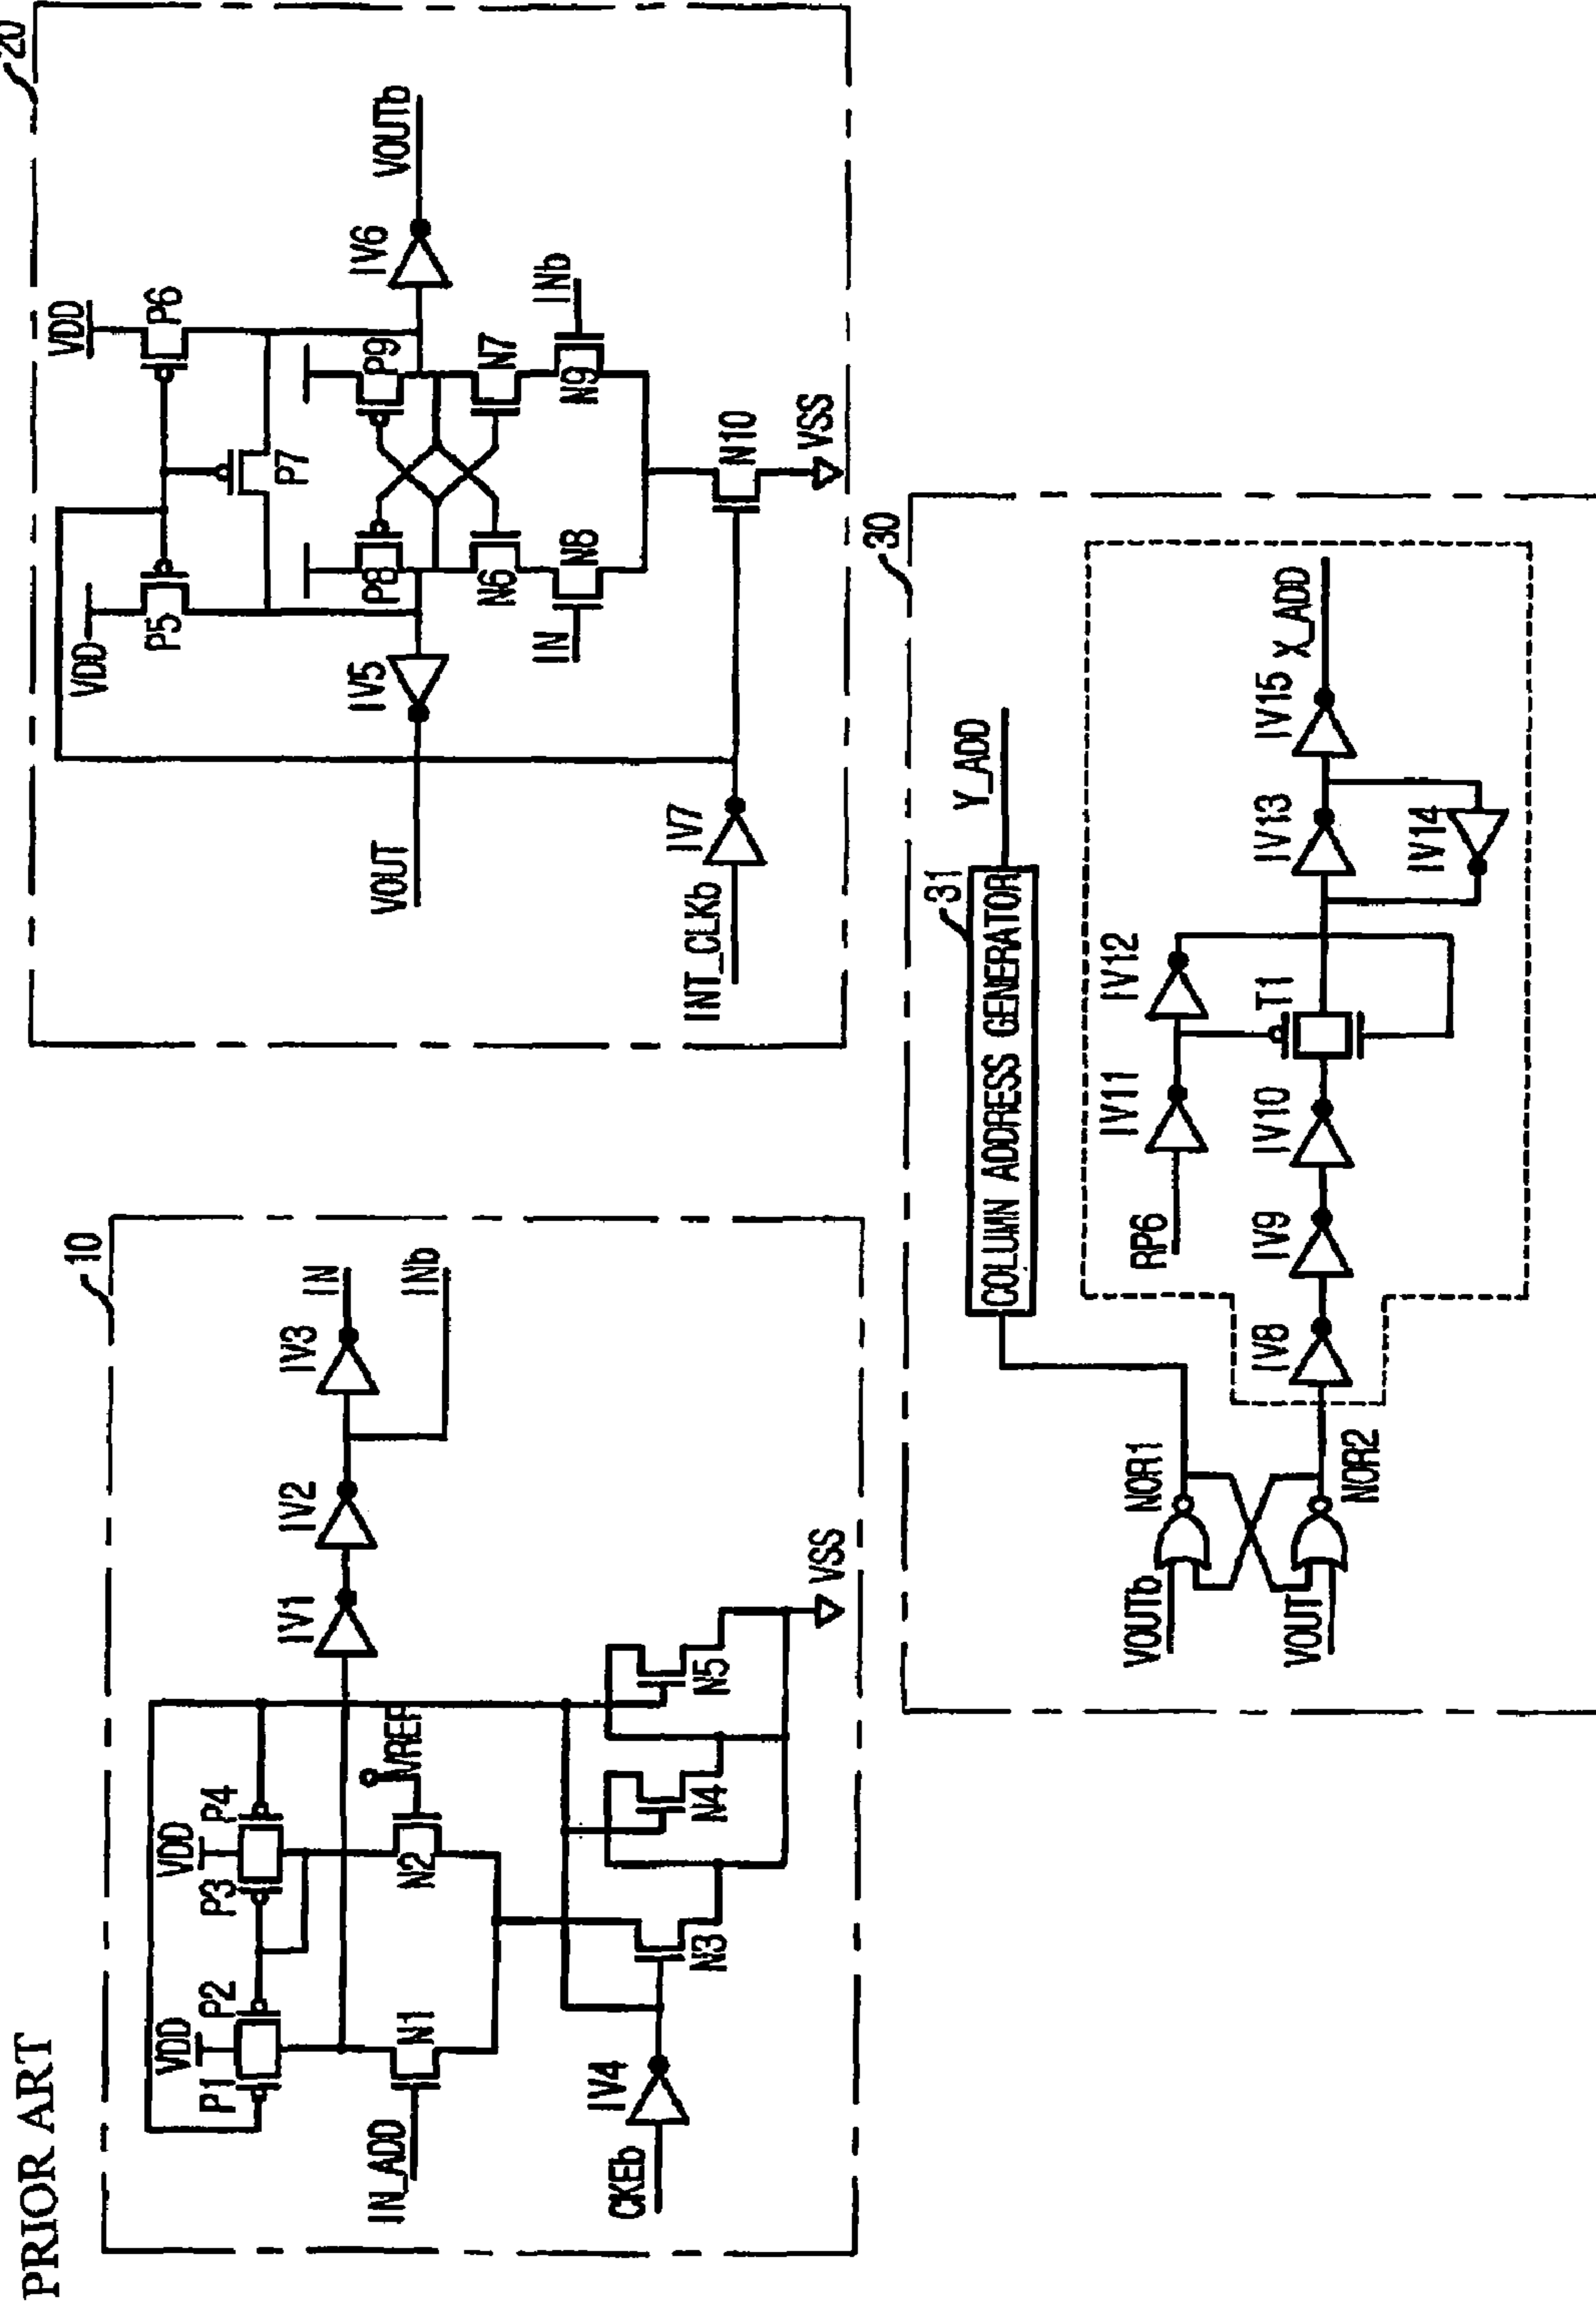 PRIOR ART
10
VDD
VDD
P1
P2
P3
P4
IV1
IV2
IV3
IN
INb
IN_ADD
N1
N2
VREF
CKEb
IV4
N3
N4
N5
VSS
20
VDD
VDD
P5
P6
P7
P8
P9
VOUT
IV5
IV6
VOUTb
N6
N7
IN
N8
N9
INb
INT_CLKb
IV7
N10
VSS
30
31
COLUMN ADDRESS GENERATOR
Y_ADD
VOUTb
NOR1
VOUT
NOR2
RP6
IV11
IV12
IV8
IV9
IV10
T1
IV13
IV14
IV15
X_ADD